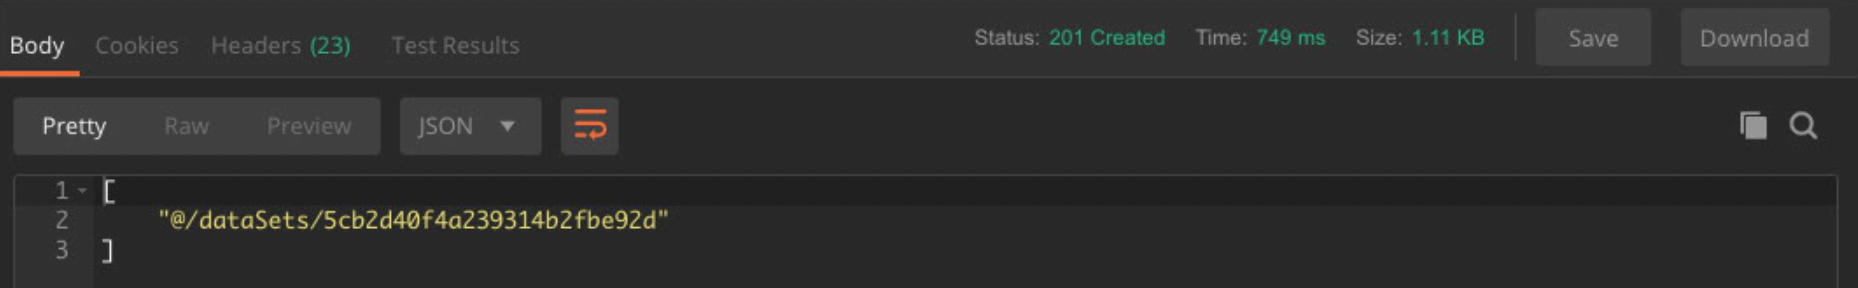 Body Cookies Headers (23) Test Results Status: 201 Created Time: 749 ms Size: 1.11 KB Save Download
Pretty Raw Preview JSON
1 [
2 "@/dataSets/5cb2d40f4a239314b2fbe92d"
3 ]